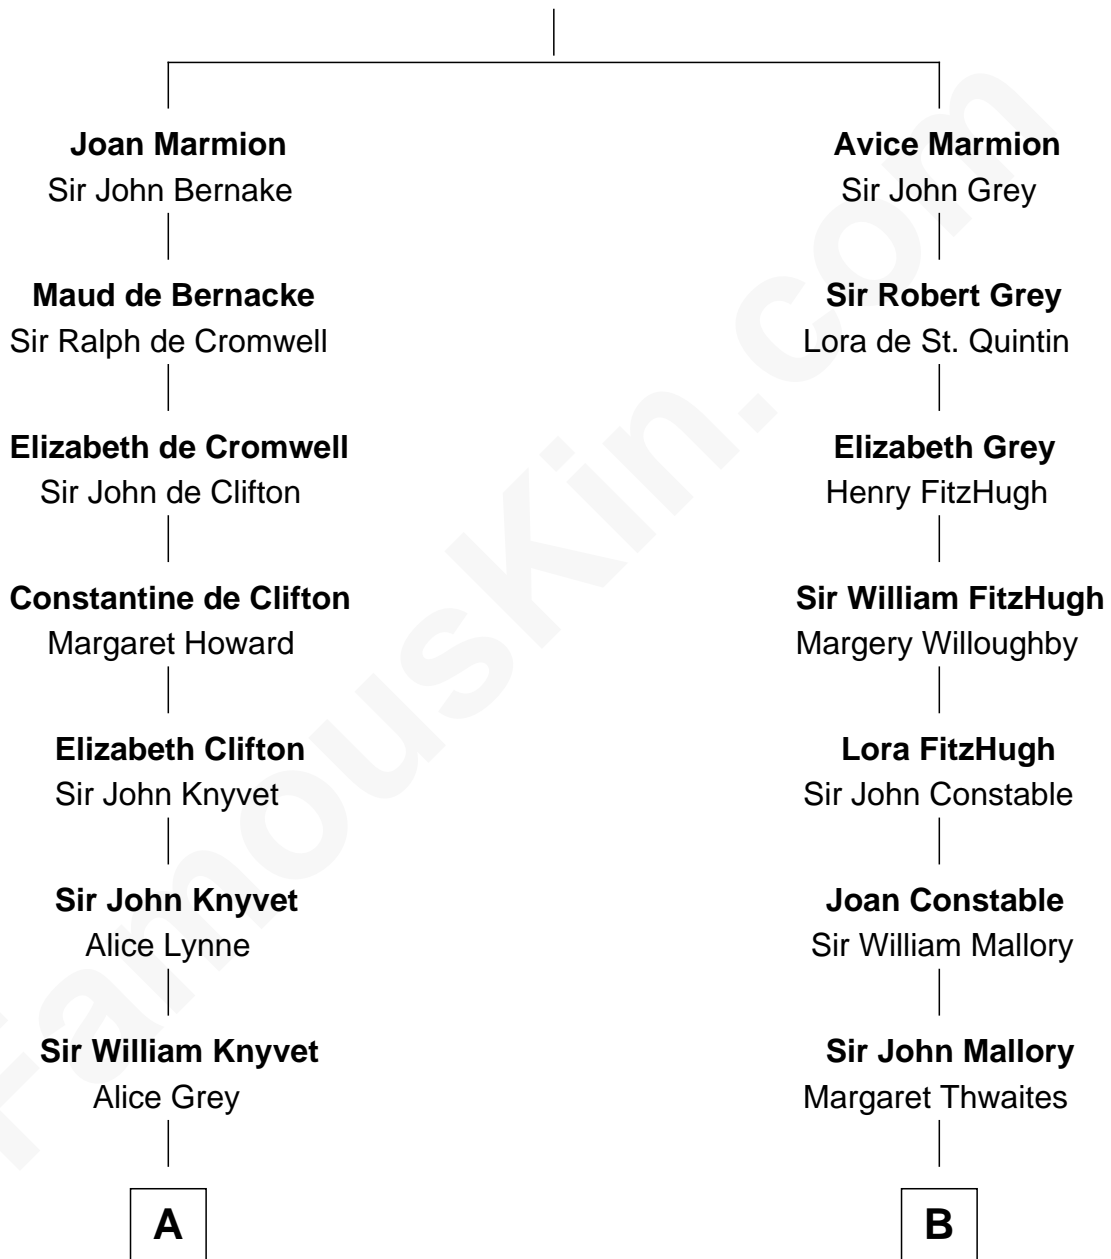 Joan Marmion
Sir John Bernake
Maud de Bernacke
Sir Ralph de Cromwell
Elizabeth de Cromwell
Sir John de Clifton
Constantine de Clifton
Margaret Howard
Elizabeth Clifton
Sir John Knyvet
Sir John Knyvet
Alice Lynne
Sir William Knyvet
Alice Grey
A
Avice Marmion
Sir John Grey
Sir Robert Grey
Lora de St. Quintin
Elizabeth Grey
Henry FitzHugh
Sir William FitzHugh
Margery Willoughby
Lora FitzHugh
Sir John Constable
Joan Constable
Sir William Mallory
Sir John Mallory
Margaret Thwaites
B
FamousKin.com